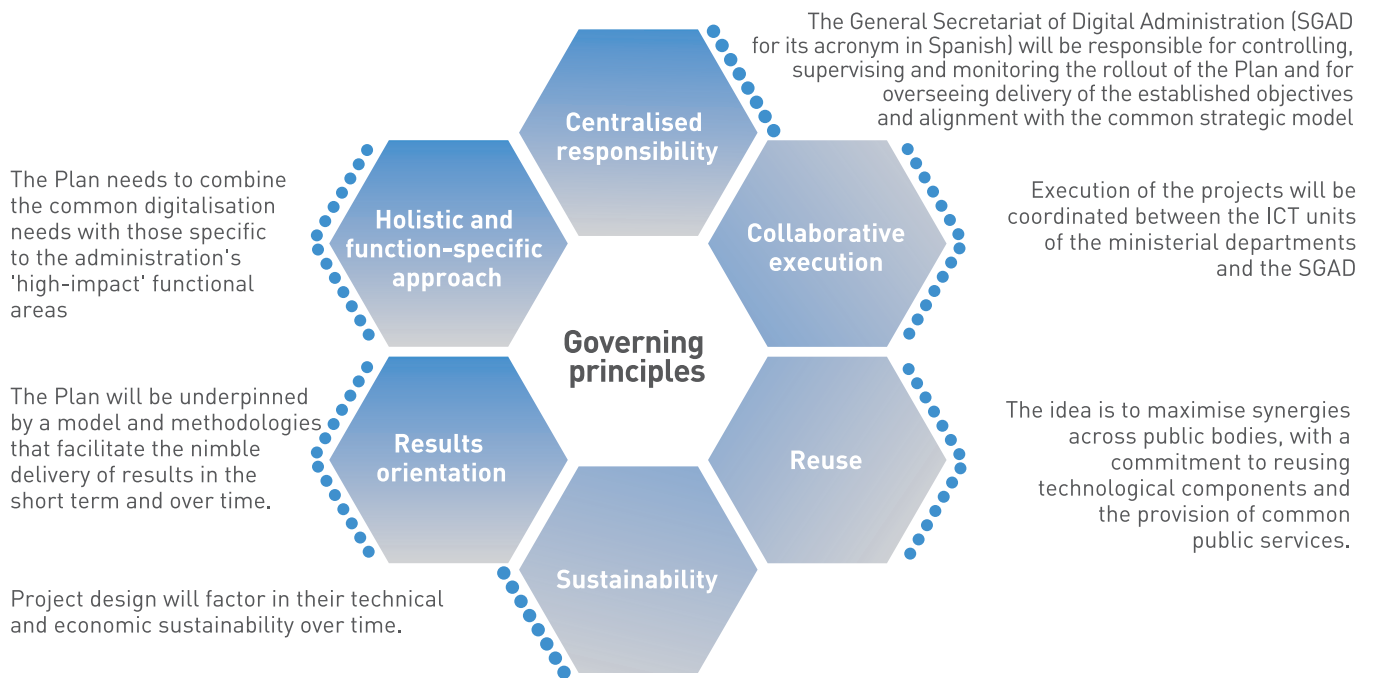 The General Secretariat of Digital Administration (SGAD
for its acronym in Spanish) will be responsible for controlling,
supervising and monitoring the rollout of the Plan and for
overseeing delivery of the established objectives
and alignment with the common strategic model
Centralised
responsibility
The Plan needs to combine
the common digitalisation
needs with those specific
to the administration's
'high-impact' functional
areas
Holistic and
function-specific
approach
Collaborative
execution
Execution of the projects will be
coordinated between the ICT units
of the ministerial departments
and the SGAD
Governing
principles
The Plan will be underpinned
by a model and methodologies
that facilitate the nimble
delivery of results in the
short term and over time.
Results
orientation
Reuse
The idea is to maximise synergies
across public bodies, with a
commitment to reusing
technological components and
the provision of common
public services.
Sustainability
Project design will factor in their technical
and economic sustainability over time.